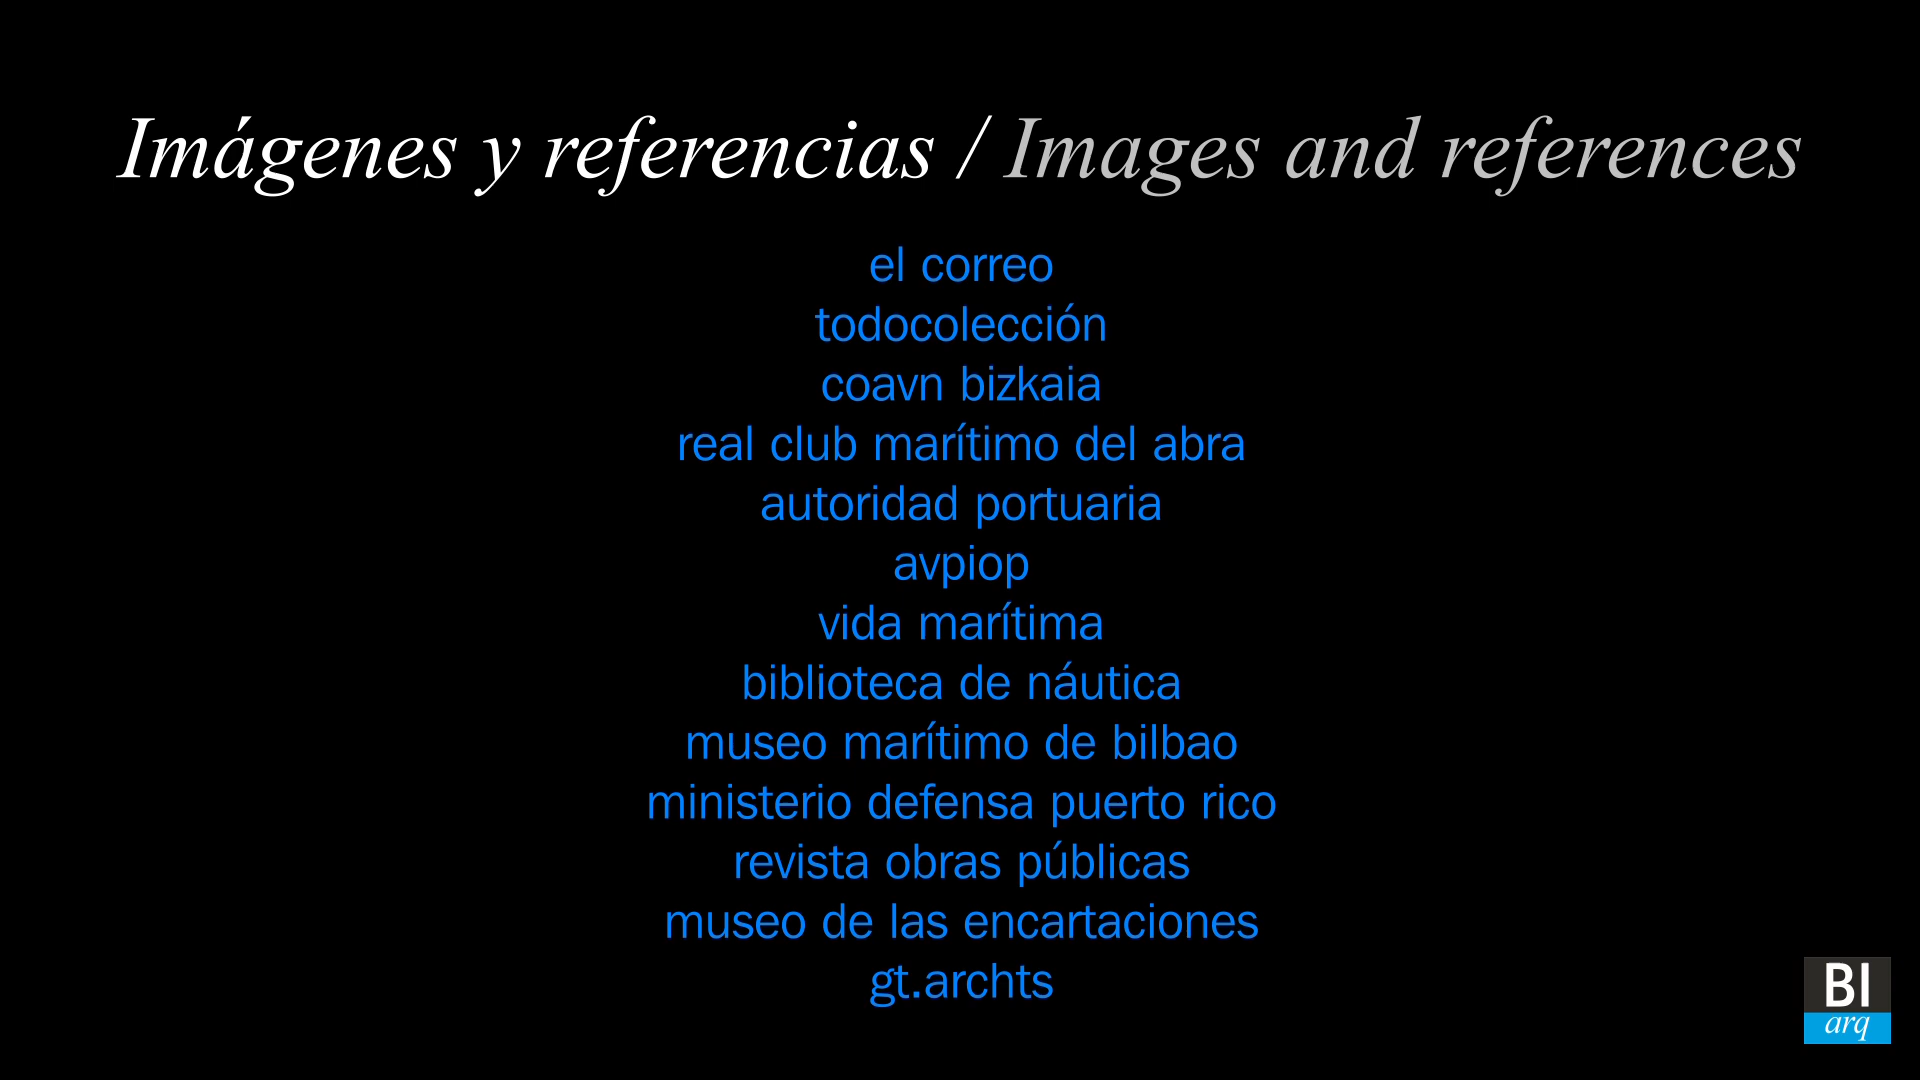 Imágenes y referencias / Images and references
el correo
todocolección
coavn bizkaia
real club marítimo del abra
autoridad portuaria
avpiop
vida marítima
biblioteca de náutica
museo marítimo de bilbao
ministerio defensa puerto rico
revista obras públicas
museo de las encartaciones
gt.archts
BI
arq